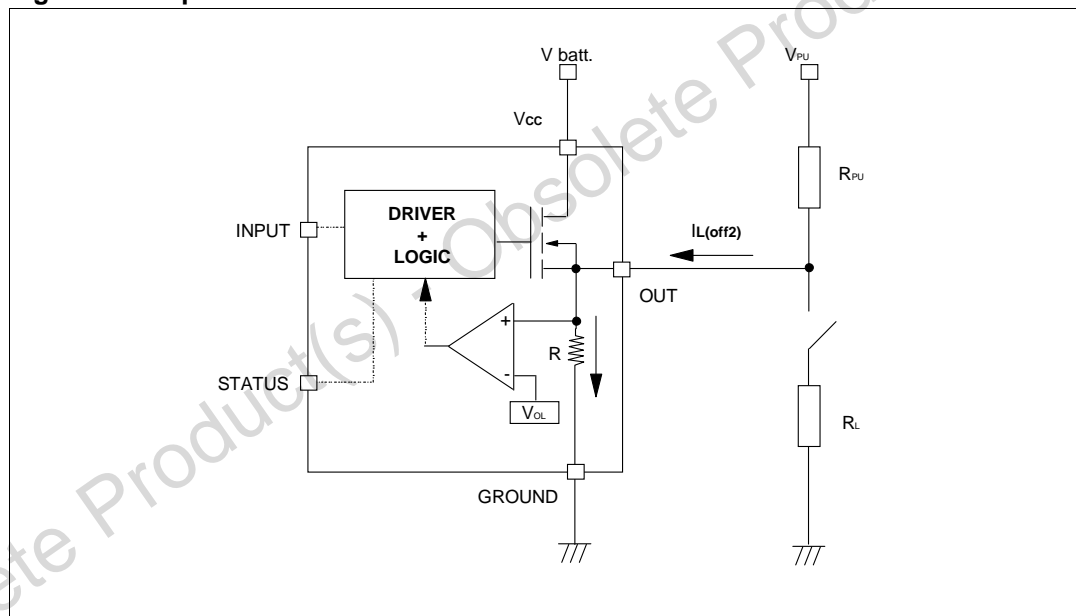 V batt.
VPU
Vcc
RPU
INPUT
DRIVER
+
LOGIC
IL(off2)
OUT
+
R
-
STATUS
VOL
RL
GROUND
Obsolete Product(s) - Obsolete Product(s)